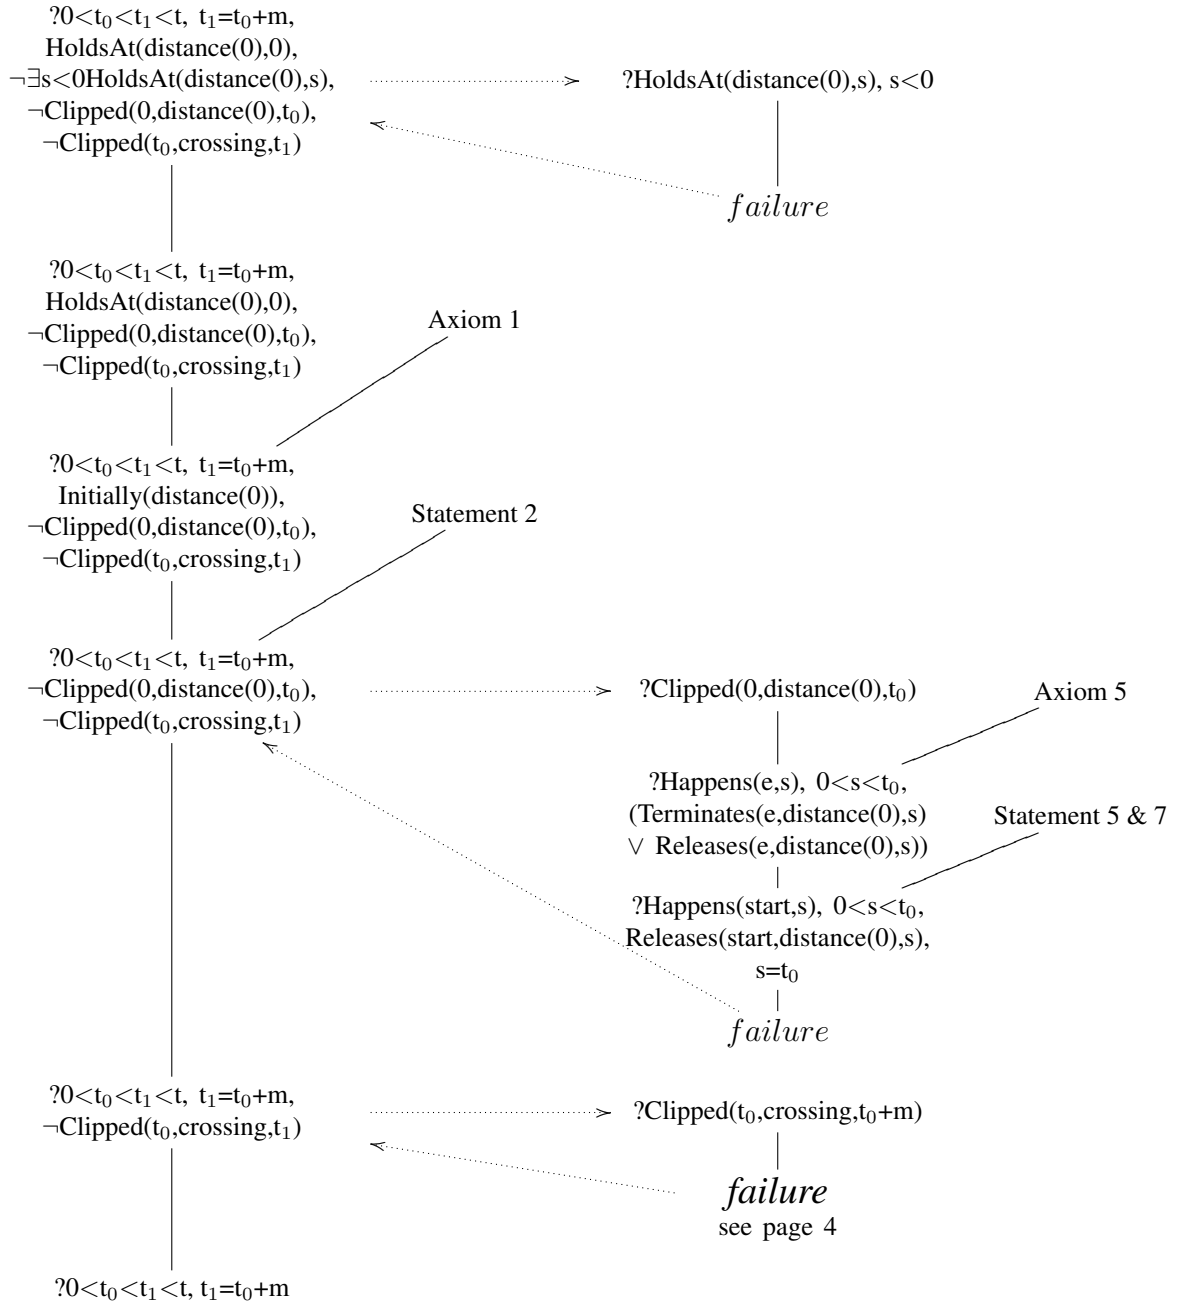 ?0<t₀<t₁<t, t₁=t₀+m,
HoldsAt(distance(0),0),
¬∃s<0HoldsAt(distance(0),s),
¬Clipped(0,distance(0),t₀),
¬Clipped(t₀,crossing,t₁)
?HoldsAt(distance(0),s), s<0
failure
?0<t₀<t₁<t, t₁=t₀+m,
HoldsAt(distance(0),0),
¬Clipped(0,distance(0),t₀),
¬Clipped(t₀,crossing,t₁)
Axiom 1
?0<t₀<t₁<t, t₁=t₀+m,
Initially(distance(0)),
¬Clipped(0,distance(0),t₀),
¬Clipped(t₀,crossing,t₁)
Statement 2
?0<t₀<t₁<t, t₁=t₀+m,
¬Clipped(0,distance(0),t₀),
¬Clipped(t₀,crossing,t₁)
?Clipped(0,distance(0),t₀)
Axiom 5
?Happens(e,s), 0<s<t₀,
(Terminates(e,distance(0),s)
∨ Releases(e,distance(0),s))
Statement 5 & 7
?Happens(start,s), 0<s<t₀,
Releases(start,distance(0),s),
s=t₀
failure
?0<t₀<t₁<t, t₁=t₀+m,
¬Clipped(t₀,crossing,t₁)
?Clipped(t₀,crossing,t₀+m)
failure
see page 4
?0<t₀<t₁<t, t₁=t₀+m